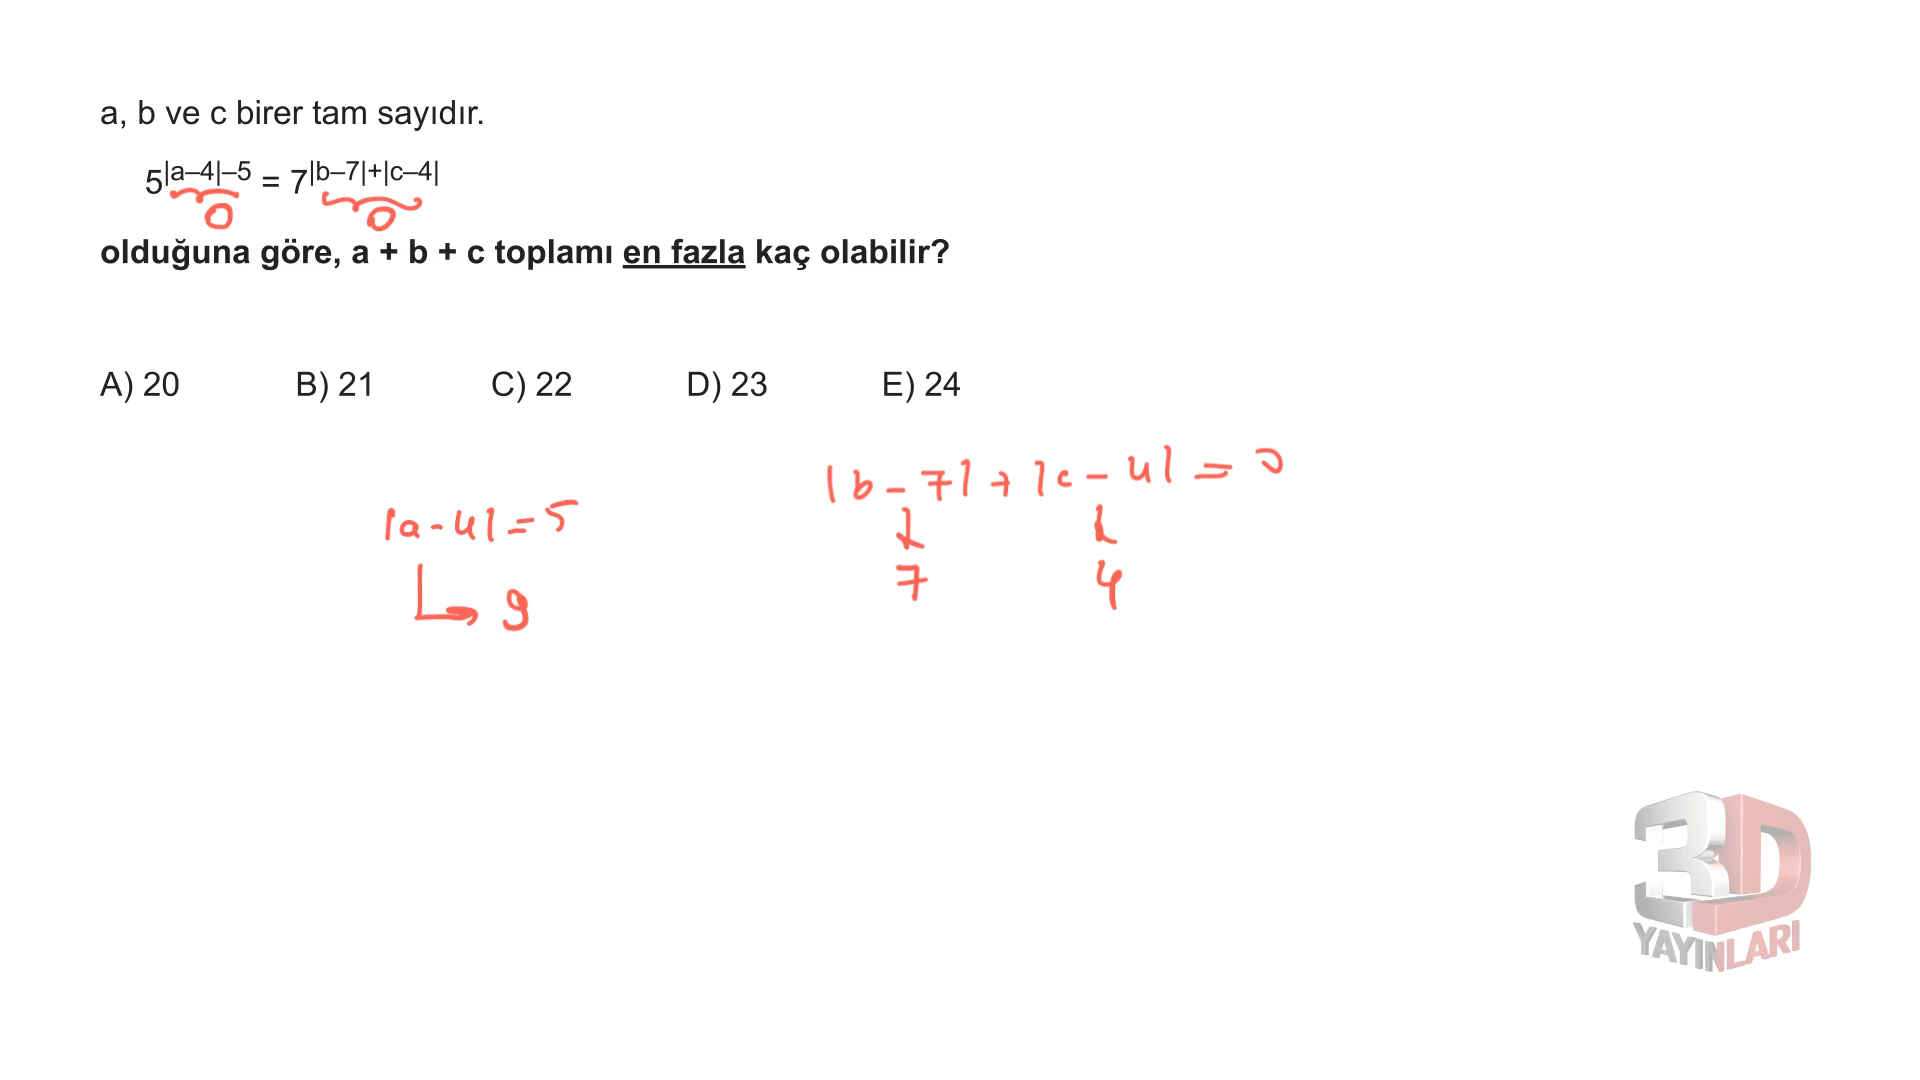 a, b ve c birer tam sayıdır.
5^|a–4|–5 = 7^|b–7|+|c–4|
0 0
olduğuna göre, a + b + c toplamı en fazla kaç olabilir?
A) 20 B) 21 C) 22 D) 23 E) 24
|b - 7| + |c - 4| = 0
|a - 4| = 5
7 4
9
3D
YAYINLARI